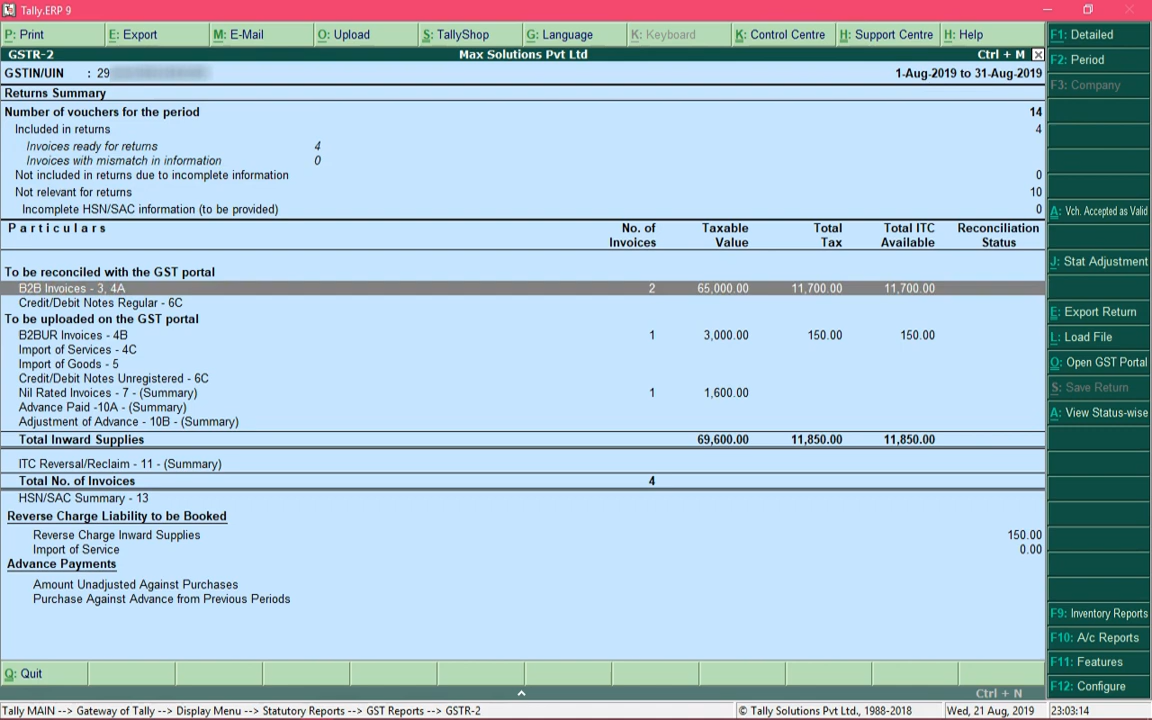 Tally.ERP 9
P: Print E: Export M: E-Mail O: Upload S: TallyShop G: Language K: Keyboard K: Control Centre H: Support Centre H: Help
GSTR-2 Max Solutions Pvt Ltd Ctrl + M
GSTIN/UIN : 29 1-Aug-2019 to 31-Aug-2019
Returns Summary
Number of vouchers for the period 14
Included in returns 4
Invoices ready for returns 4
Invoices with mismatch in information 0
Not included in returns due to incomplete information 0
Not relevant for returns 10
Incomplete HSN/SAC information (to be provided) 0
Particulars No. of Invoices Taxable Value Total Tax Total ITC Available Reconciliation Status
To be reconciled with the GST portal
B2B Invoices - 3, 4A 2 65,000.00 11,700.00 11,700.00
Credit/Debit Notes Regular - 6C
To be uploaded on the GST portal
B2BUR Invoices - 4B 1 3,000.00 150.00 150.00
Import of Services - 4C
Import of Goods - 5
Credit/Debit Notes Unregistered - 6C
Nil Rated Invoices - 7 - (Summary) 1 1,600.00
Advance Paid -10A - (Summary)
Adjustment of Advance - 10B - (Summary)
Total Inward Supplies 69,600.00 11,850.00 11,850.00
ITC Reversal/Reclaim - 11 - (Summary)
Total No. of Invoices 4
HSN/SAC Summary - 13
Reverse Charge Liability to be Booked
Reverse Charge Inward Supplies 150.00
Import of Service 0.00
Advance Payments
Amount Unadjusted Against Purchases
Purchase Against Advance from Previous Periods
F1: Detailed
F2: Period
F3: Company
A: Vch. Accepted as Valid
J: Stat Adjustment
E: Export Return
L: Load File
O: Open GST Portal
S: Save Return
A: View Status-wise
F9: Inventory Reports
F10: A/c Reports
F11: Features
F12: Configure
Q: Quit
Ctrl + N
Tally MAIN --> Gateway of Tally --> Display Menu --> Statutory Reports --> GST Reports --> GSTR-2 © Tally Solutions Pvt Ltd., 1988-2018 Wed, 21 Aug, 2019 23:03:14